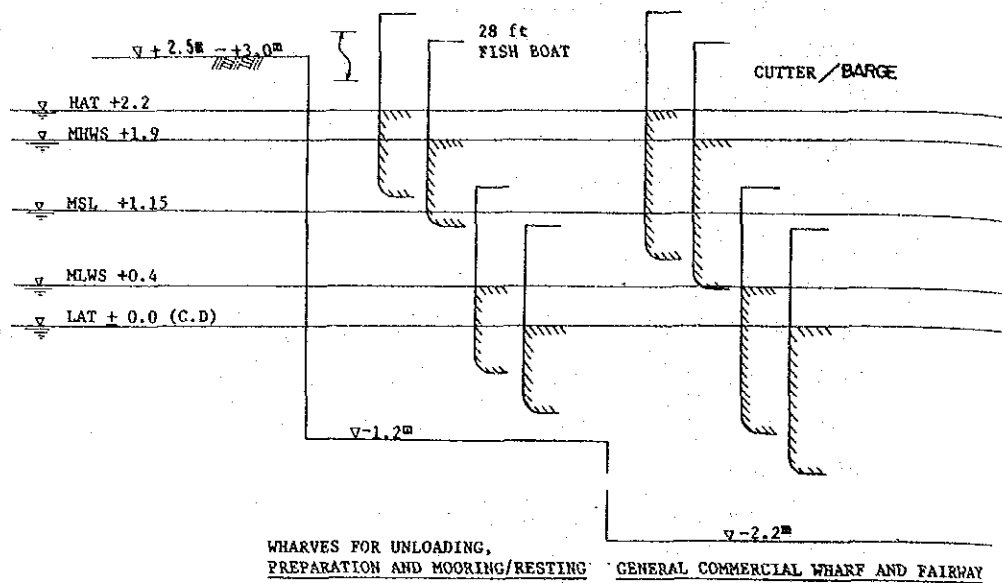 28 ft
FISH BOAT
▽ + 2.5m - +3.0m
CUTTER / BARGE
HAT +2.2
MHWS +1.9
MSL +1.15
MLWS +0.4
LAT ± 0.0 (C.D)
▽-1.2m
▽-2.2m
WHARVES FOR UNLOADING,
PREPARATION AND MOORING/RESTING
GENERAL COMMERCIAL WHARF AND FAIRWAY